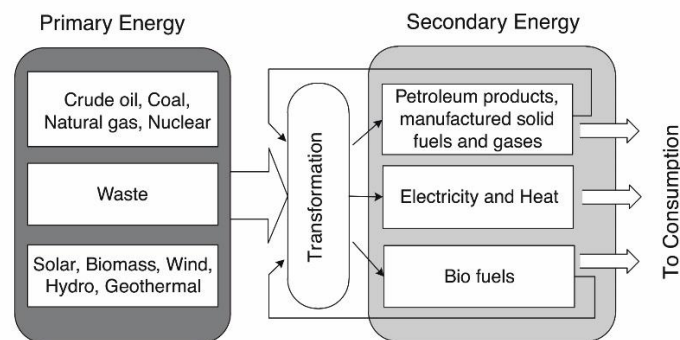 Primary Energy
Secondary Energy
Crude oil, Coal,
Natural gas, Nuclear
Waste
Solar, Biomass, Wind,
Hydro, Geothermal
Transformation
Petroleum products,
manufactured solid
fuels and gases
Electricity and Heat
Bio fuels
To Consumption